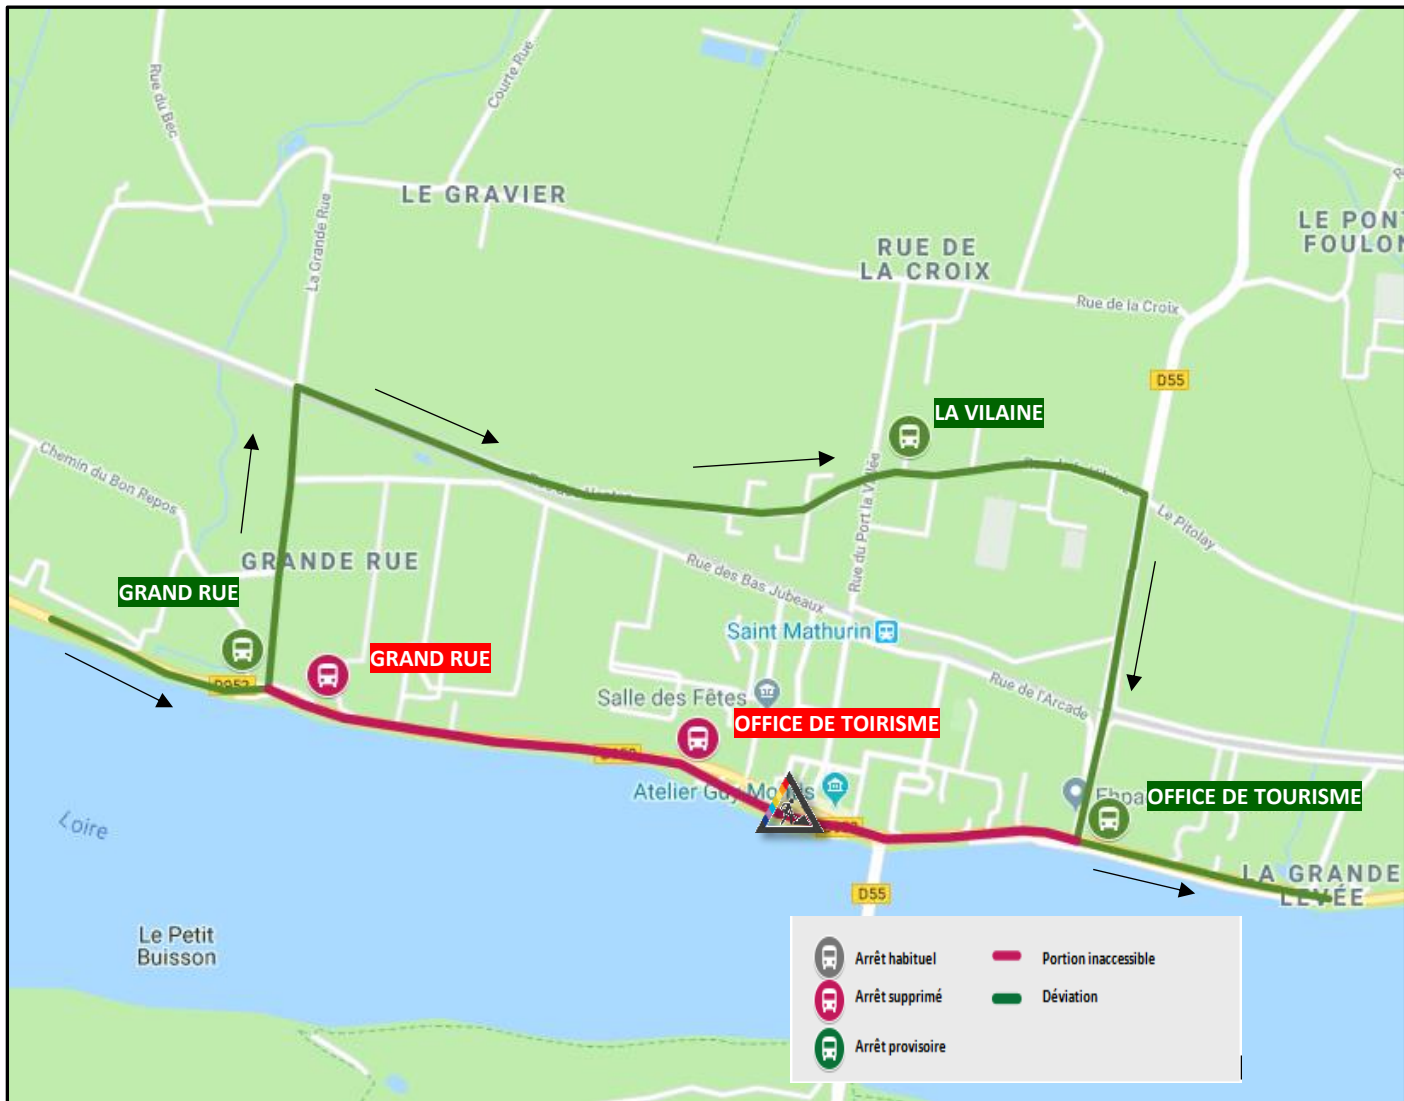 Rue du Bec
Courte Rue
La Grande Rue
LE GRAVIER
RUE DE
LA CROIX
LE PONT
FOULON
Rue de la Croix
D55
LA VILAINE
Chemin du Bon Repos
Rue du Port la Vallée
Le Pitolay
GRANDE RUE
Rue des Bas Jubeaux
GRAND RUE
Saint Mathurin
GRAND RUE
Rue de l'Arcade
D952
Salle des Fêtes
OFFICE DE TOIRISME
Atelier Guy
OFFICE DE TOURISME
Loire
LA GRANDE
LEVÉE
D55
Le Petit
Buisson
Arrêt habituel
Portion inaccessible
Arrêt supprimé
Déviation
Arrêt provisoire